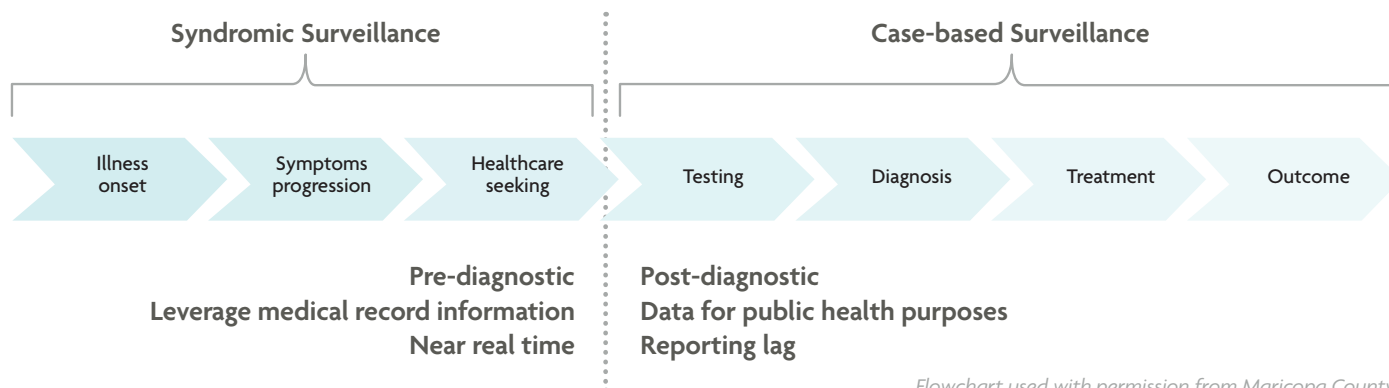 Syndromic Surveillance
Case-based Surveillance
Illness
onset
Symptoms
progression
Healthcare
seeking
Testing
Diagnosis
Treatment
Outcome
Pre-diagnostic
Leverage medical record information
Near real time
Post-diagnostic
Data for public health purposes
Reporting lag
Flowchart used with permission from Maricopa County